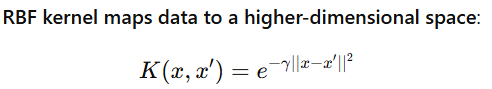 RBF kernel maps data to a higher-dimensional space:
K(x, x′) = e^{−γ||x−x′||²}